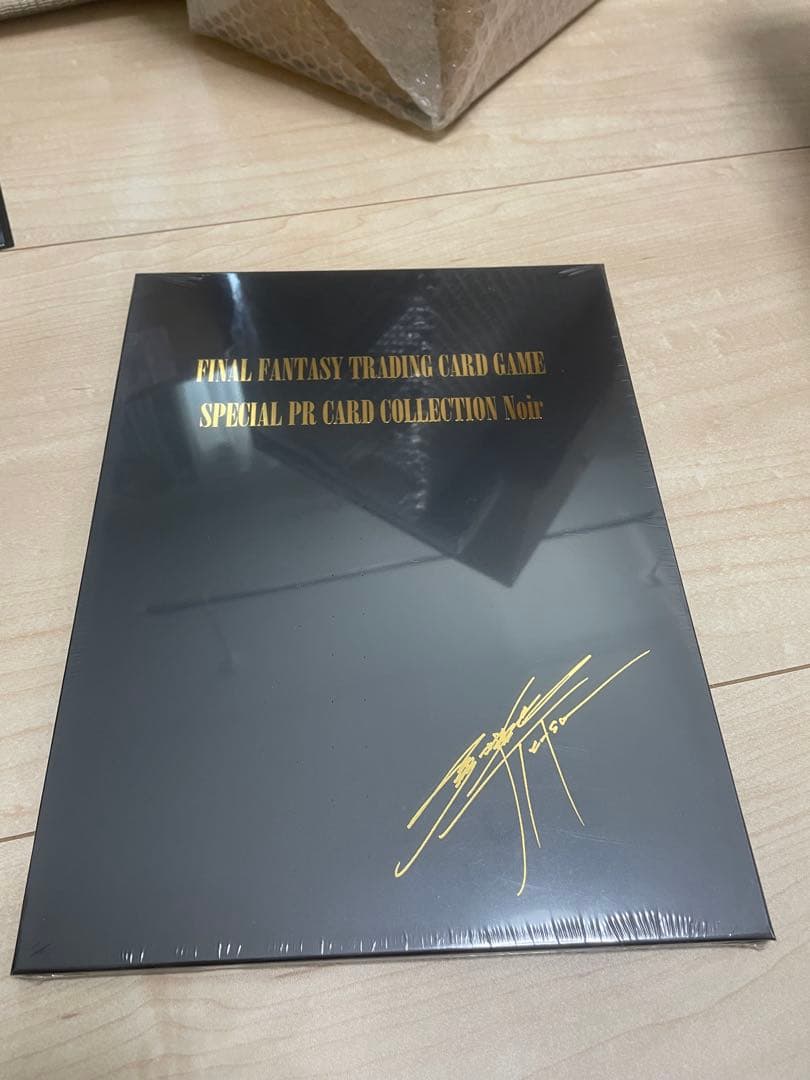 FINAL FANTASY TRADING CARD GAME
SPECIAL PR CARD COLLECTION Noir